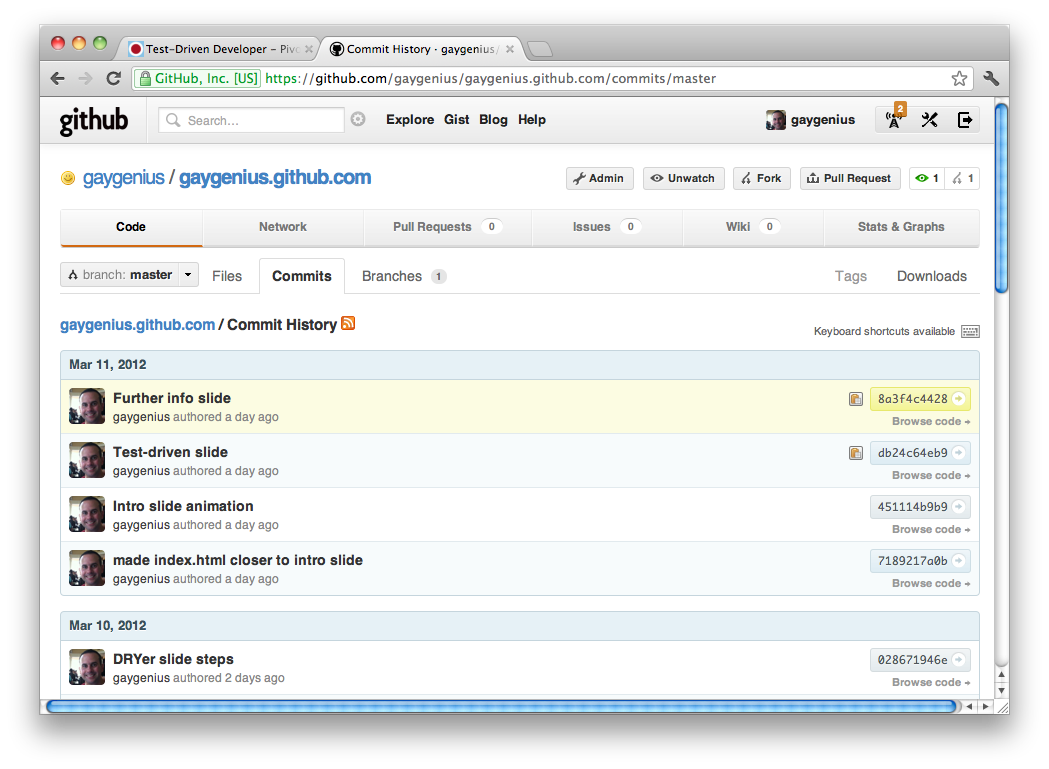 Test-Driven Developer – Pivo
Commit History · gaygenius/
GitHub, Inc. [US] https://github.com/gaygenius/gaygenius.github.com/commits/master
github Search... Explore Gist Blog Help gaygenius 2
gaygenius / gaygenius.github.com Admin Unwatch Fork Pull Request 1 1
Code Network Pull Requests 0 Issues 0 Wiki 0 Stats & Graphs
branch: master Files Commits Branches 1 Tags Downloads
gaygenius.github.com / Commit History
Keyboard shortcuts available
Mar 11, 2012
Further info slide 8a3f4c4428
gaygenius authored a day ago Browse code
Test-driven slide db24c64eb9
gaygenius authored a day ago Browse code
Intro slide animation 451114b9b9
gaygenius authored a day ago Browse code
made index.html closer to intro slide 7189217a0b
gaygenius authored a day ago Browse code
Mar 10, 2012
DRYer slide steps 028671946e
gaygenius authored 2 days ago Browse code